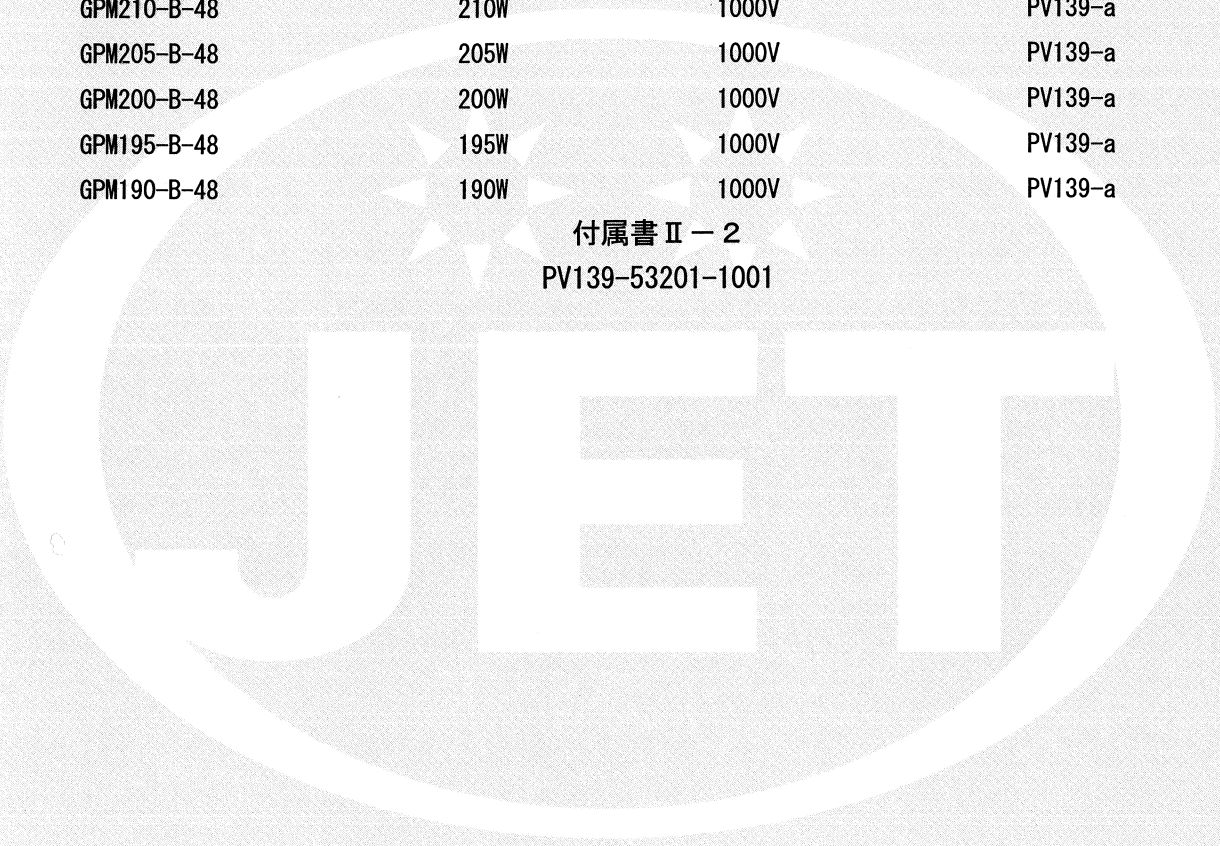 GPM210-B-48 210W 1000V PV139-a
GPM205-B-48 205W 1000V PV139-a
GPM200-B-48 200W 1000V PV139-a
GPM195-B-48 195W 1000V PV139-a
GPM190-B-48 190W 1000V PV139-a
付属書Ⅱ－2
PV139-53201-1001
JET